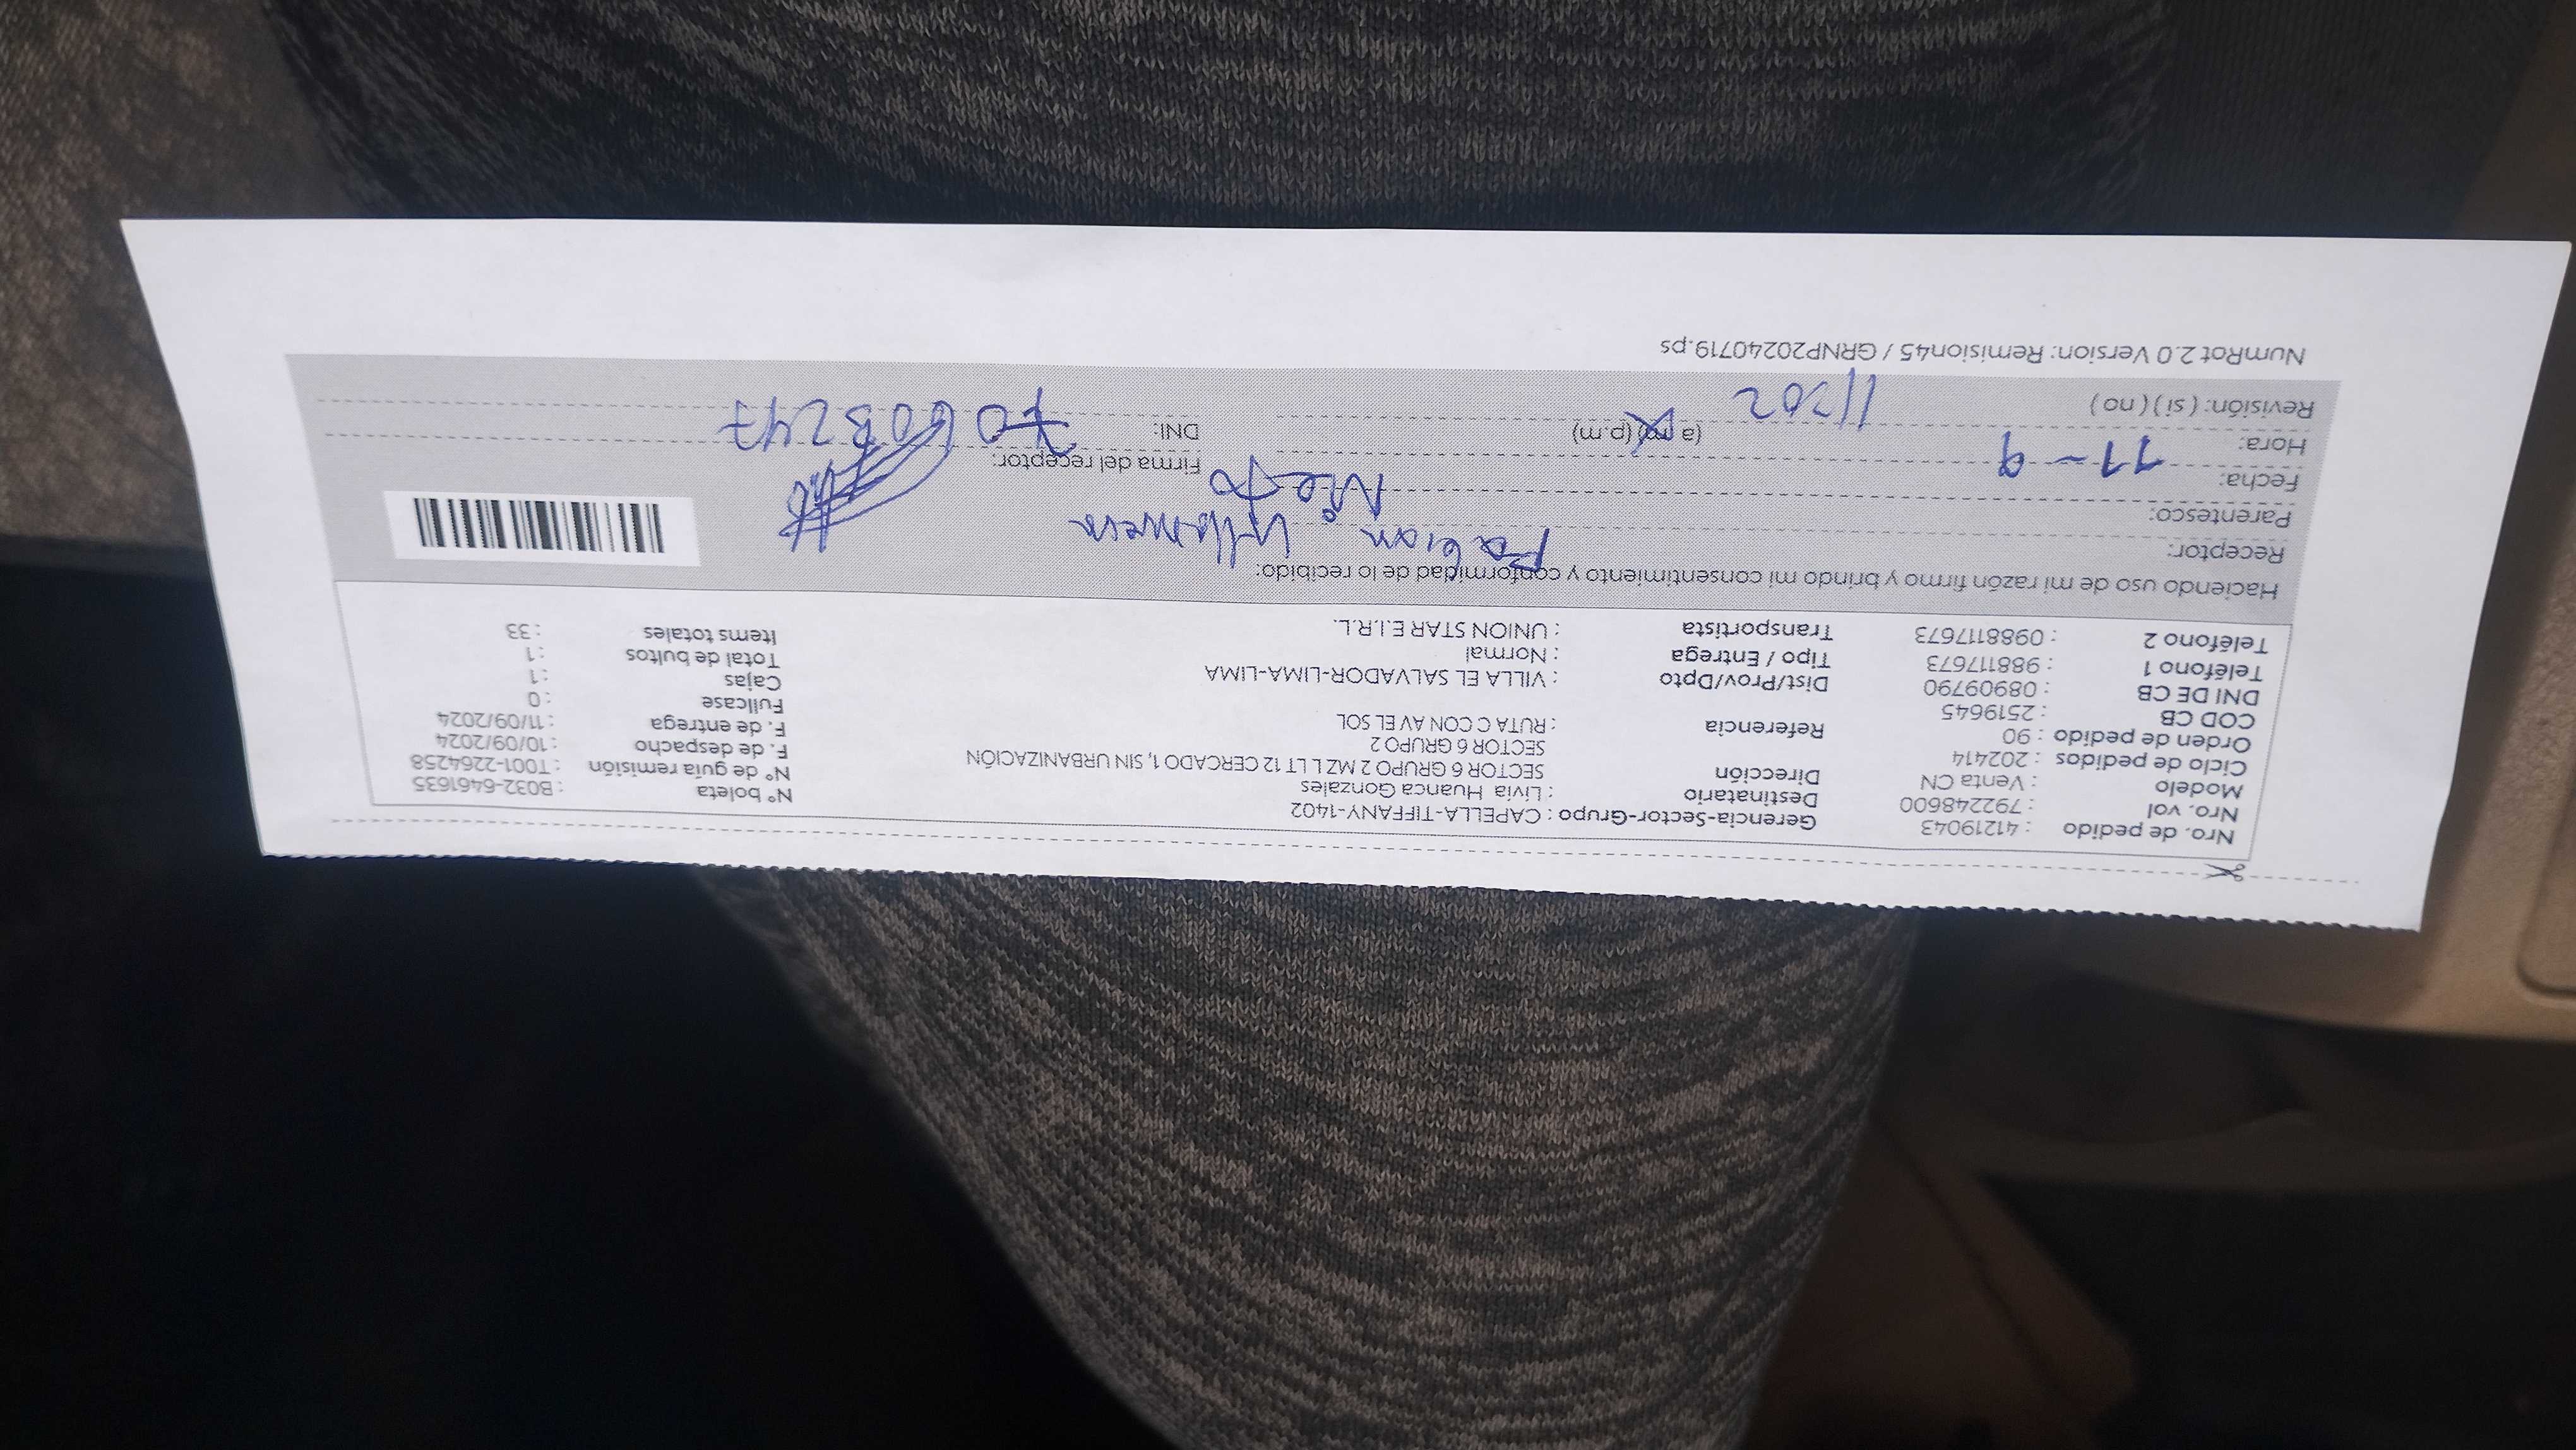 Nro. de pedido : 41219043
Nro. vol : 792248600
Modelo : Venta CN
Ciclo de pedidos : 202414
Orden de pedido : 90
COD CB : 2519645
DNI DE CB : 08909790
Teléfono 1 : 988117673
Teléfono 2 : 0988117673
Gerencia-Sector-Grupo : CAPELLA-TIFFANY-1402
Destinatario : Livia Huanca Gonzales
Dirección SECTOR 6 GRUPO 2 MZ L LT 12 CERCADO 1, SIN URBANIZACIÓN
SECTOR 6 GRUPO 2
Referencia : RUTA C CON AV EL SOL
Dist/Prov/Dpto : VILLA EL SALVADOR-LIMA-LIMA
Tipo / Entrega : Normal
Transportista : UNION STAR E.I.R.L.
N° boleta : B032-6461635
N° de guía remisión : T001-2264258
F. de despacho : 10/09/2024
F. de entrega : 11/09/2024
Fullcase : 0
Cajas : 1
Total de bultos : 1
Items totales : 33
Haciendo uso de mi razón firmo y brindo mi consentimiento y conformidad de lo recibido:
Receptor: Fabian
Parentesco: Nieto
Fecha: 11-9
Hora: (a m) (p.m)
Revisión: ( si ) ( no )
Firma del receptor:
DNI:
NumRot 2.0 Version: Remision45 / GRNP20240719.ps